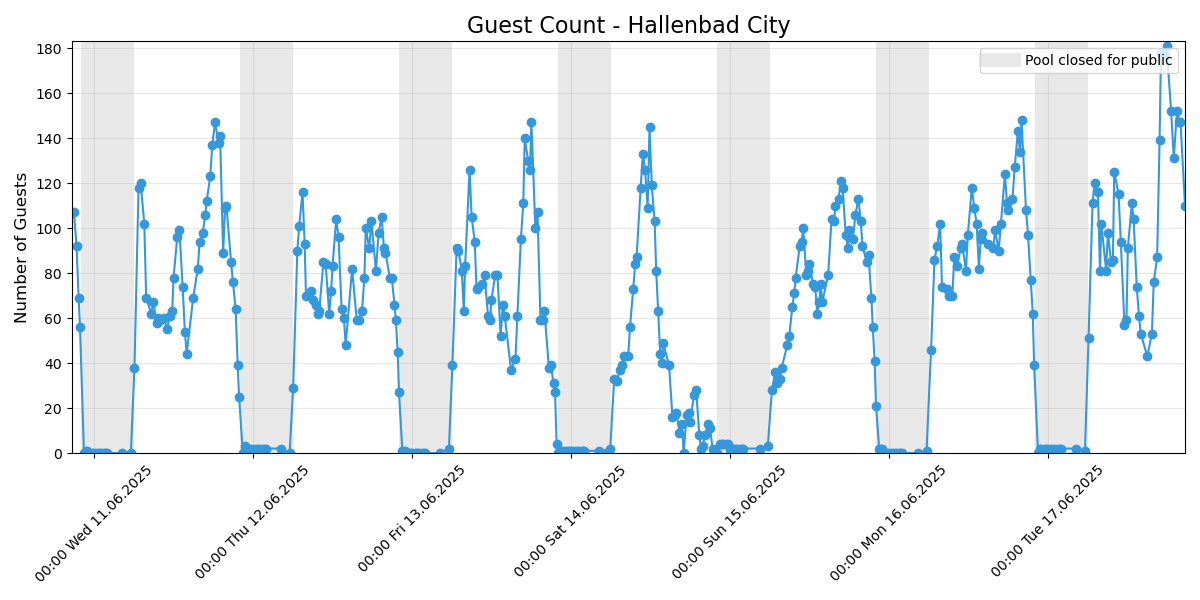 Guest Count - Hallenbad City
Pool closed for public
Number of Guests
180
160
140
120
100
80
60
40
20
0
00:00 Wed 11.06.2025
00:00 Thu 12.06.2025
00:00 Fri 13.06.2025
00:00 Sat 14.06.2025
00:00 Sun 15.06.2025
00:00 Mon 16.06.2025
00:00 Tue 17.06.2025